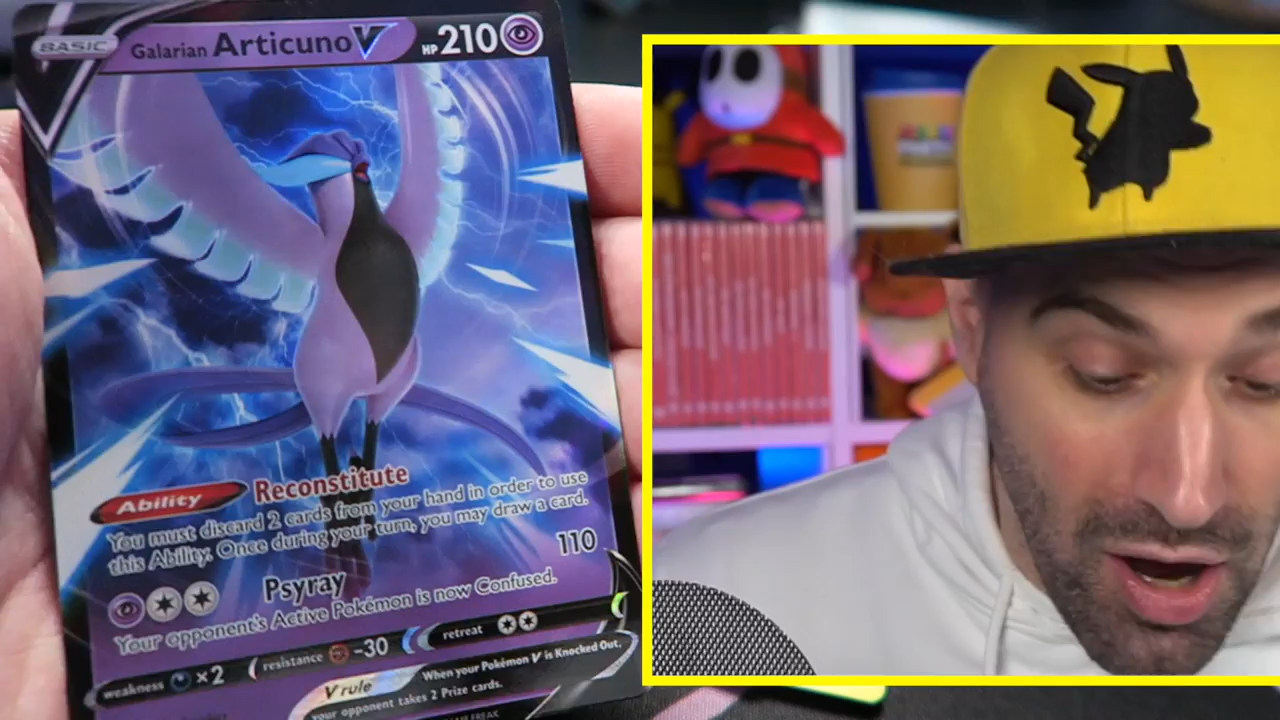 BASIC
Galarian Articuno V HP 210
Ability Reconstitute
You must discard 2 cards from your hand in order to use
this Ability. Once during your turn, you may draw a card.
Psyray 110
Your opponent's Active Pokémon is now Confused.
weakness ×2 resistance -30 retreat
V rule When your Pokémon V is Knocked Out,
your opponent takes 2 Prize cards.
GAME FREAK